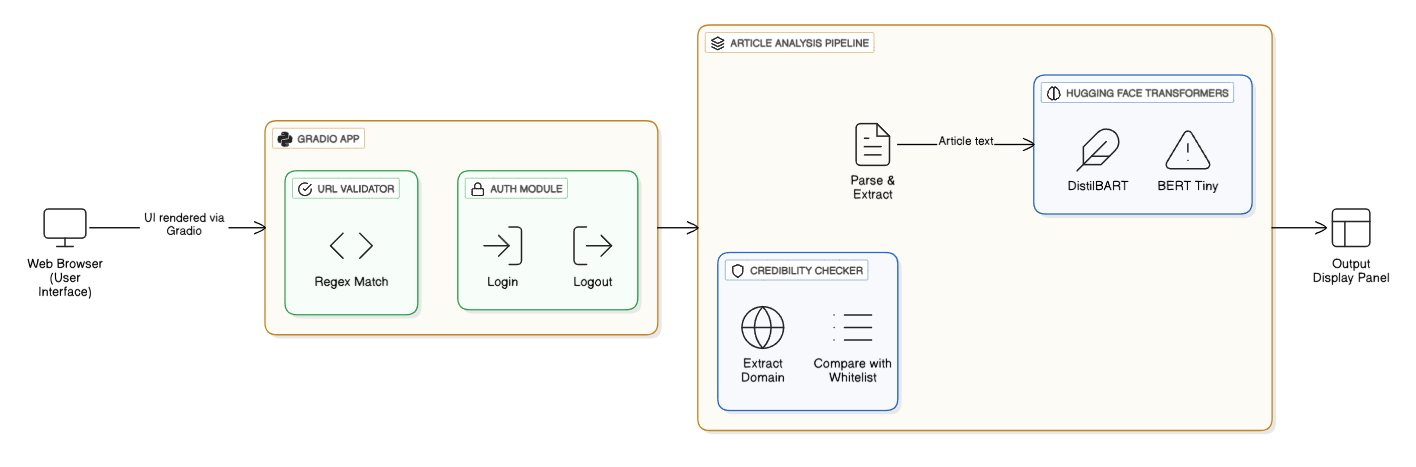 Web Browser
(User
Interface)
UI rendered via
Gradio
GRADIO APP
URL VALIDATOR
Regex Match
AUTH MODULE
Login
Logout
ARTICLE ANALYSIS PIPELINE
Parse &
Extract
Article text
HUGGING FACE TRANSFORMERS
DistilBART
BERT Tiny
CREDIBILITY CHECKER
Extract
Domain
Compare with
Whitelist
Output
Display Panel